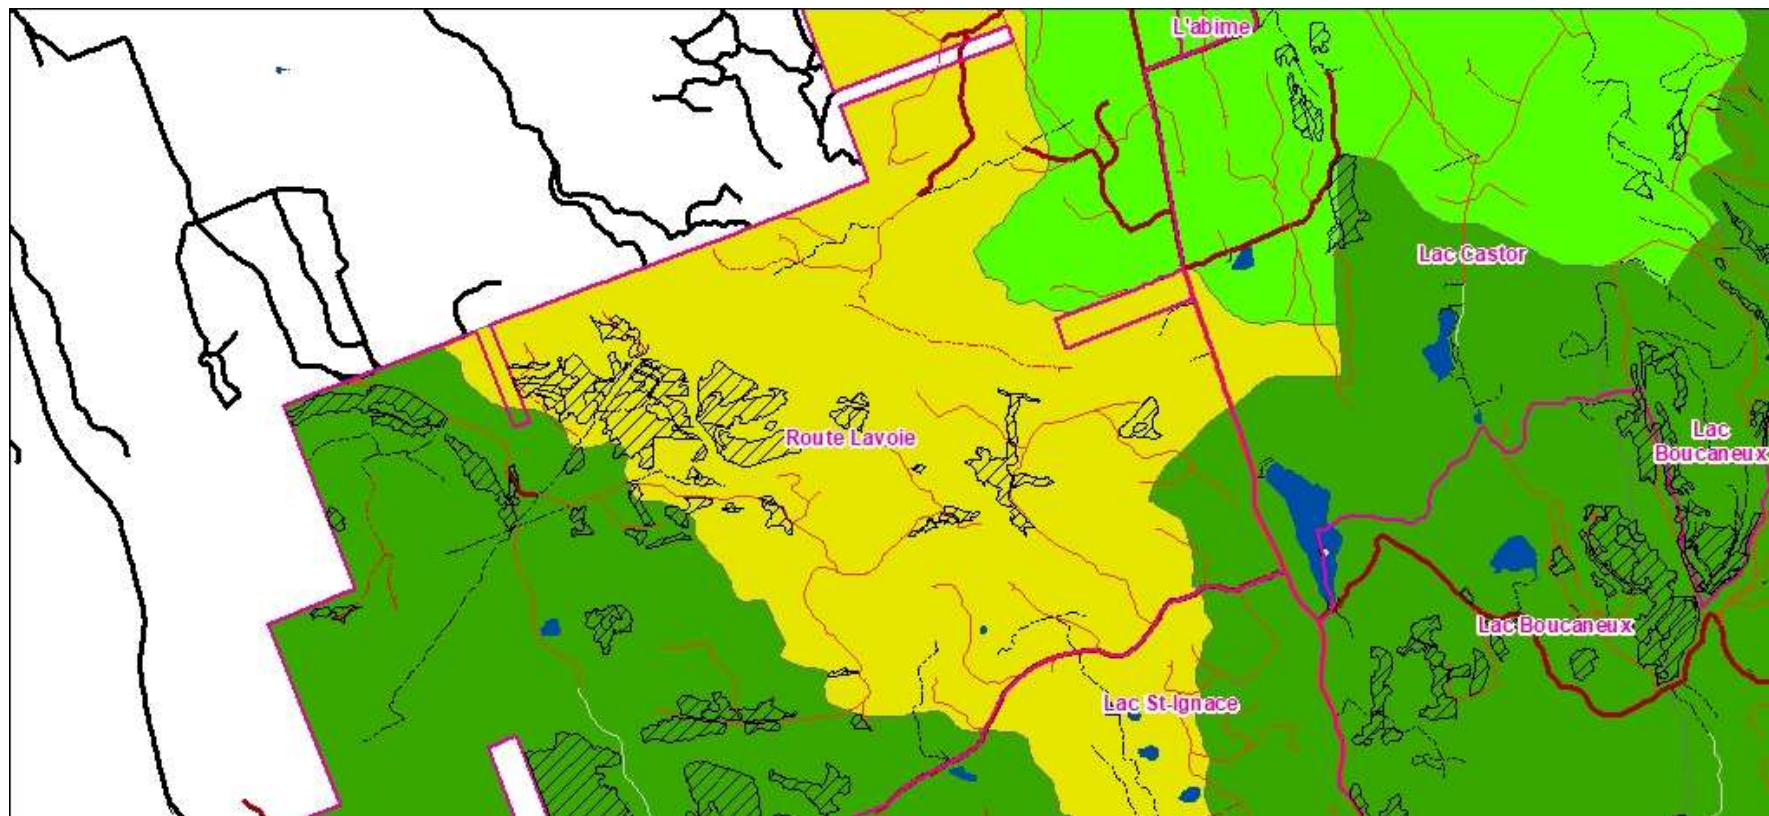 L'abime
Lac Castor
Route Lavoie
Lac
Boucaneux
Lac Boucaneux
Lac St-Ignace